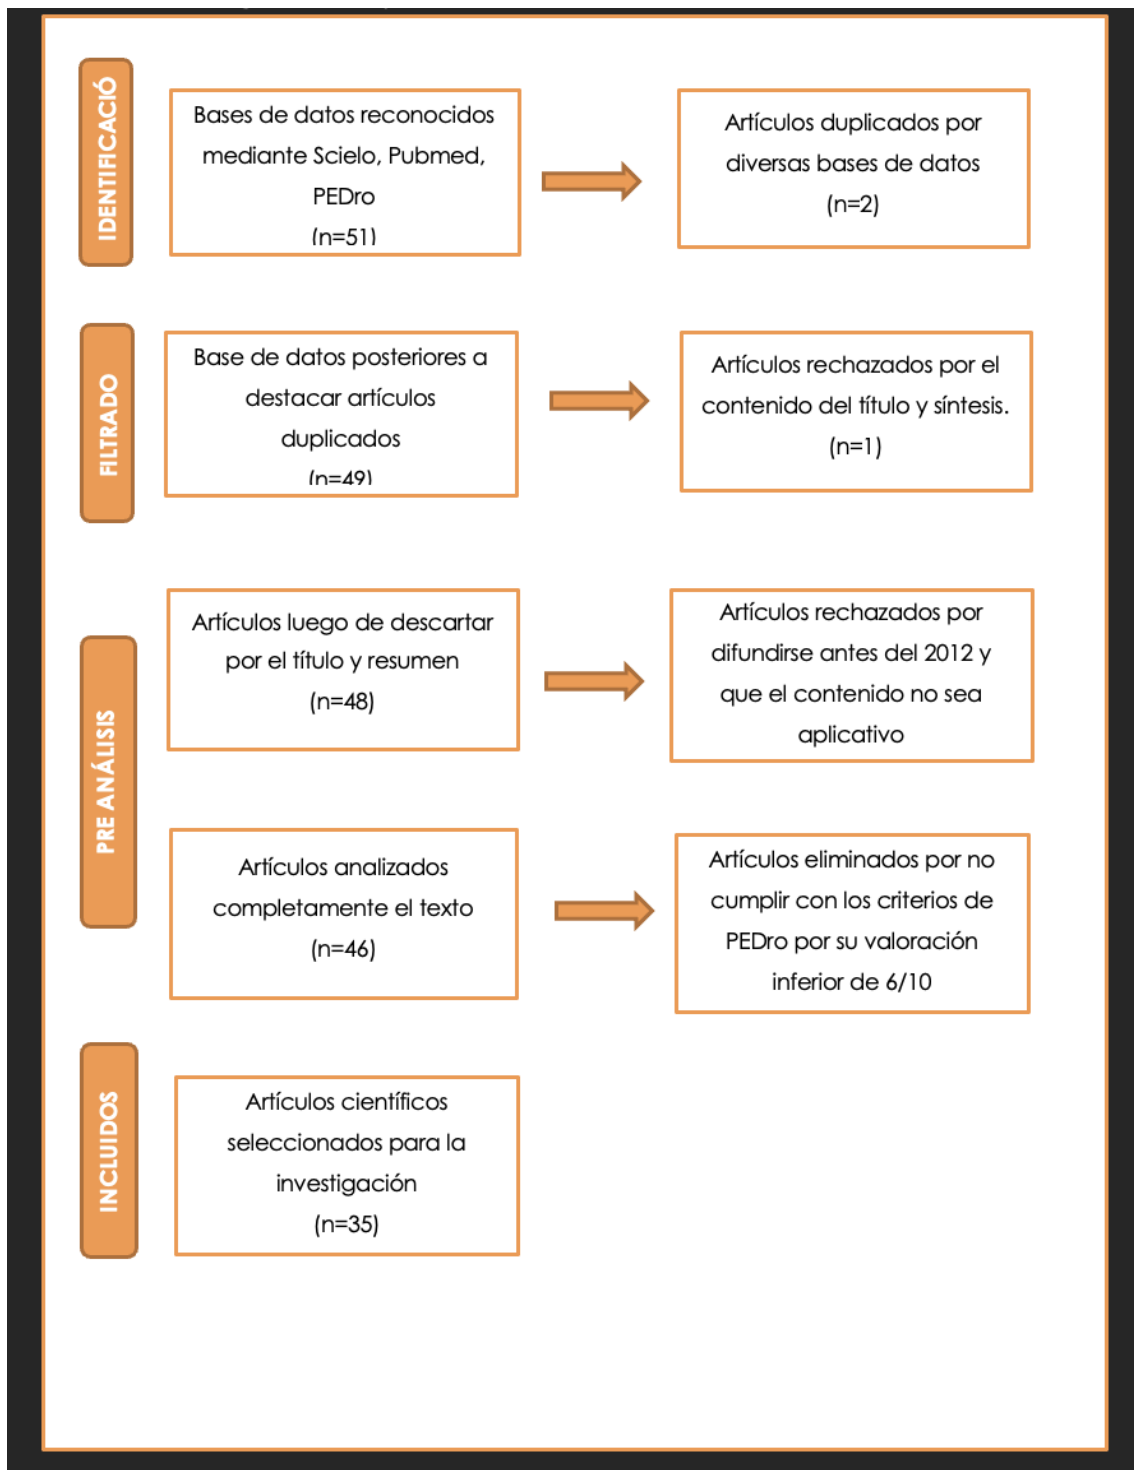 IDENTIFICACIÓ
Bases de datos reconocidos
mediante Scielo, Pubmed,
PEDro
(n=51)
Artículos duplicados por
diversas bases de datos
(n=2)
FILTRADO
Base de datos posteriores a
destacar artículos
duplicados
(n=49)
Artículos rechazados por el
contenido del título y síntesis.
(n=1)
PRE ANÁLISIS
Artículos luego de descartar
por el título y resumen
(n=48)
Artículos rechazados por
difundirse antes del 2012 y
que el contenido no sea
aplicativo
Artículos analizados
completamente el texto
(n=46)
Artículos eliminados por no
cumplir con los criterios de
PEDro por su valoración
inferior de 6/10
INCLUIDOS
Artículos científicos
seleccionados para la
investigación
(n=35)